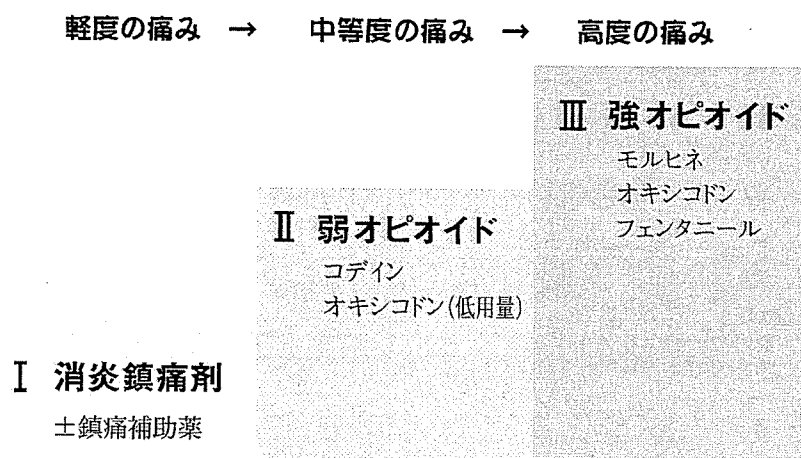 軽度の痛み → 中等度の痛み → 高度の痛み
Ⅲ 強オピオイド
モルヒネ
オキシコドン
フェンタニール
Ⅱ 弱オピオイド
コデイン
オキシコドン(低用量)
Ⅰ 消炎鎮痛剤
±鎮痛補助薬